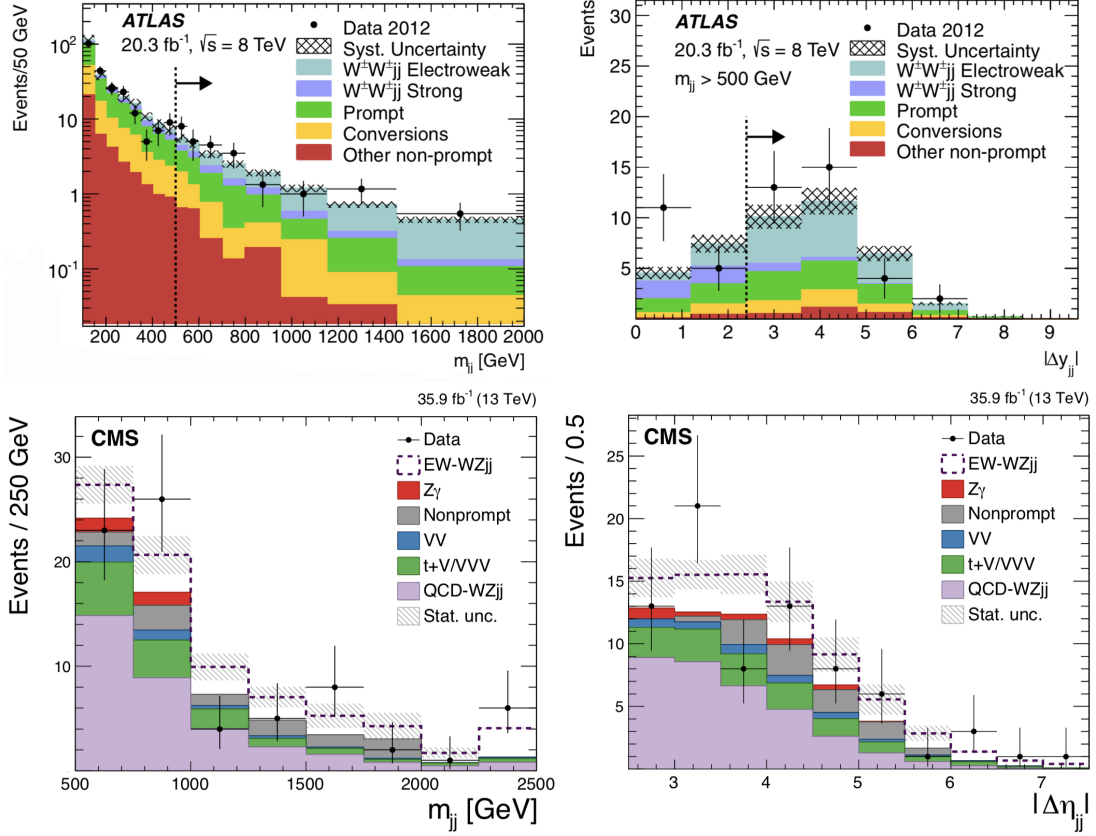 Events/50 GeV
10²
10
1
10⁻¹
ATLAS
20.3 fb⁻¹, √s = 8 TeV
Data 2012
Syst. Uncertainty
W±W±jj Electroweak
W±W±jj Strong
Prompt
Conversions
Other non-prompt
200 400 600 800 1000 1200 1400 1600 1800 2000
m_jj [GeV]
Events
30
25
20
15
10
5
ATLAS
20.3 fb⁻¹, √s = 8 TeV
m_jj > 500 GeV
Data 2012
Syst. Uncertainty
W±W±jj Electroweak
W±W±jj Strong
Prompt
Conversions
Other non-prompt
0 1 2 3 4 5 6 7 8 9
|Δy_jj|
35.9 fb⁻¹ (13 TeV)
Events / 250 GeV
30
20
10
CMS
Data
EW-WZjj
Zγ
Nonprompt
VV
t+V/VVV
QCD-WZjj
Stat. unc.
500 1000 1500 2000 2500
m_jj [GeV]
35.9 fb⁻¹ (13 TeV)
Events / 0.5
25
20
15
10
5
CMS
Data
EW-WZjj
Zγ
Nonprompt
VV
t+V/VVV
QCD-WZjj
Stat. unc.
3 4 5 6 7
|Δη_jj|